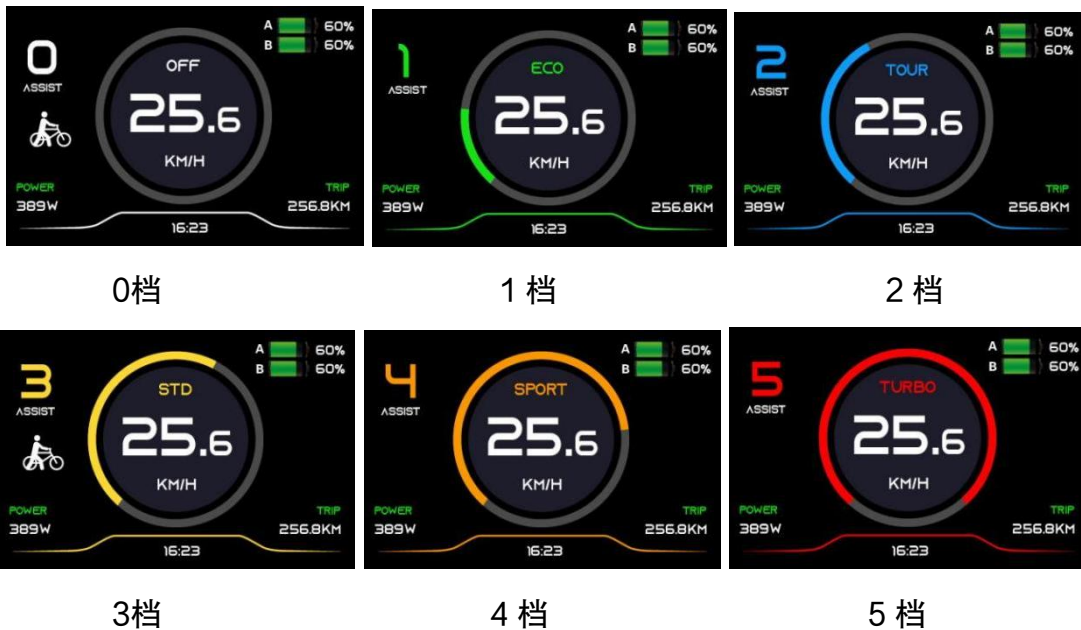 0
ASSIST
OFF
25.6
KM/H
A 60%
B 60%
POWER
389W
TRIP
256.8KM
16:23
1
ASSIST
ECO
25.6
KM/H
A 60%
B 60%
POWER
389W
TRIP
256.8KM
16:23
2
ASSIST
TOUR
25.6
KM/H
A 60%
B 60%
POWER
389W
TRIP
256.8KM
16:23
0档
1 档
2 档
3
ASSIST
STD
25.6
KM/H
A 60%
B 60%
POWER
389W
TRIP
256.8KM
16:23
4
ASSIST
SPORT
25.6
KM/H
A 60%
B 60%
POWER
389W
TRIP
256.8KM
16:23
5
ASSIST
TURBO
25.6
KM/H
A 60%
B 60%
POWER
389W
TRIP
256.8KM
16:23
3档
4 档
5 档